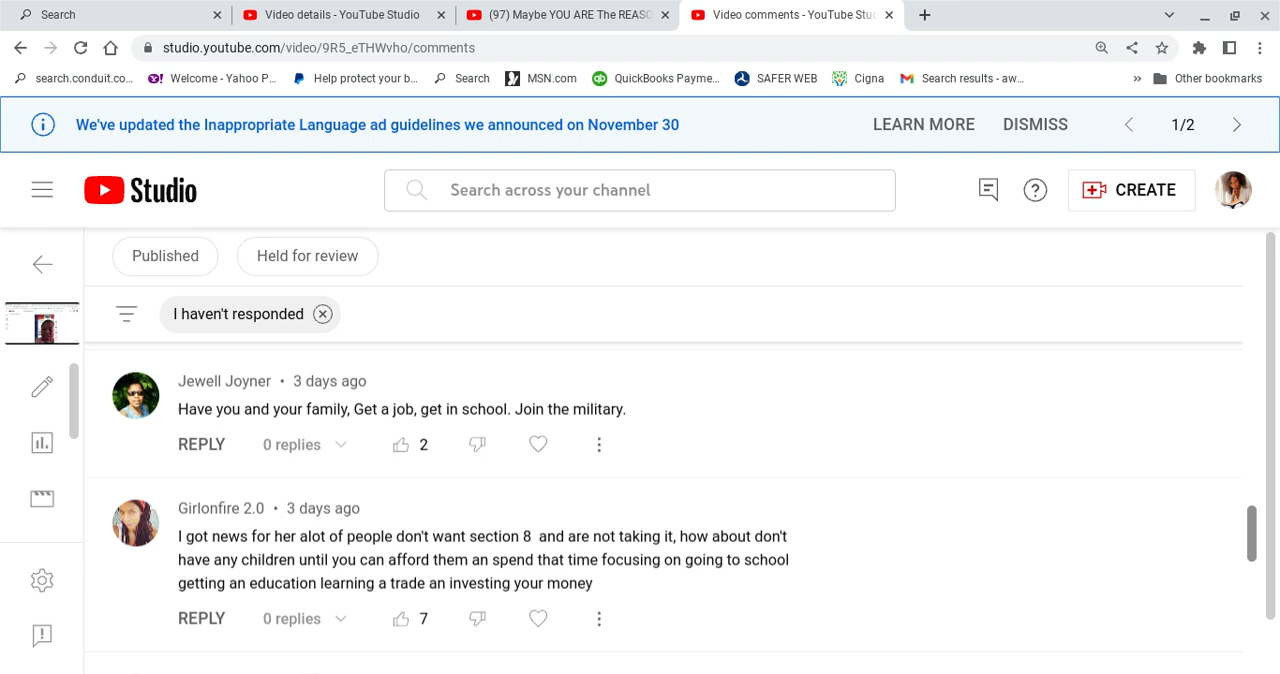 Search
Video details - YouTube Studio
(97) Maybe YOU ARE The REASO
Video comments - YouTube Stu
studio.youtube.com/video/9R5_eTHWvho/comments
search.conduit.co...
Welcome - Yahoo P...
Help protect your b...
Search
MSN.com
QuickBooks Payme...
SAFER WEB
Cigna
Search results - aw...
»
Other bookmarks
We've updated the Inappropriate Language ad guidelines we announced on November 30
LEARN MORE
DISMISS
1/2
Studio
Search across your channel
CREATE
Published
Held for review
I haven't responded
Jewell Joyner • 3 days ago
Have you and your family, Get a job, get in school. Join the military.
REPLY 0 replies 2
Girlonfire 2.0 • 3 days ago
I got news for her alot of people don't want section 8 and are not taking it, how about don't
have any children until you can afford them an spend that time focusing on going to school
getting an education learning a trade an investing your money
REPLY 0 replies 7